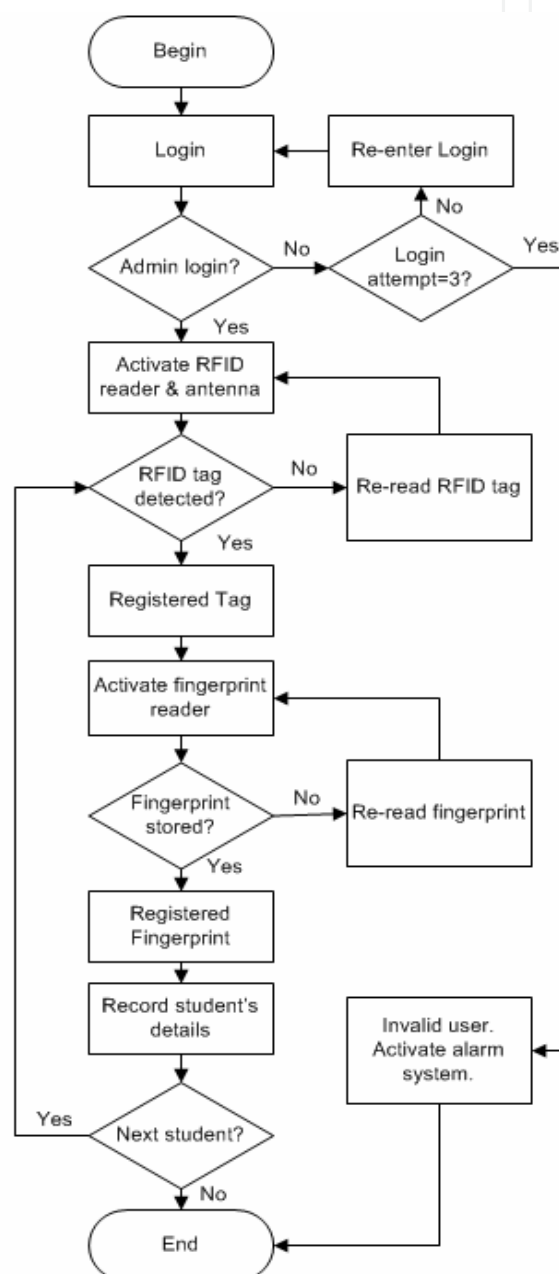 Begin
Login
Re-enter Login
No
Admin login?
No
Login
attempt=3?
Yes
Yes
Activate RFID
reader & antenna
RFID tag
detected?
No
Re-read RFID tag
Yes
Registered Tag
Activate fingerprint
reader
Fingerprint
stored?
No
Re-read fingerprint
Yes
Registered
Fingerprint
Record student's
details
Invalid user.
Activate alarm
system.
Yes
Next student?
No
End